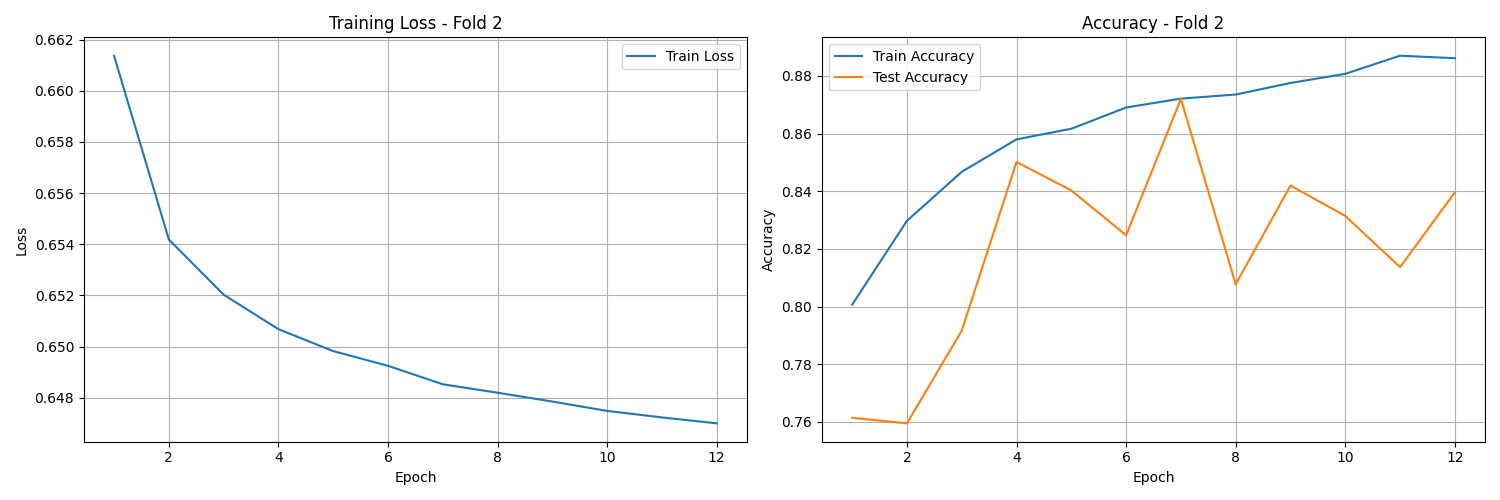 Training Loss - Fold 2
Train Loss
0.662
0.660
0.658
0.656
0.654
0.652
0.650
0.648
Loss
2 4 6 8 10 12
Epoch
Accuracy - Fold 2
Train Accuracy
Test Accuracy
0.88
0.86
0.84
0.82
0.80
0.78
0.76
Accuracy
2 4 6 8 10 12
Epoch